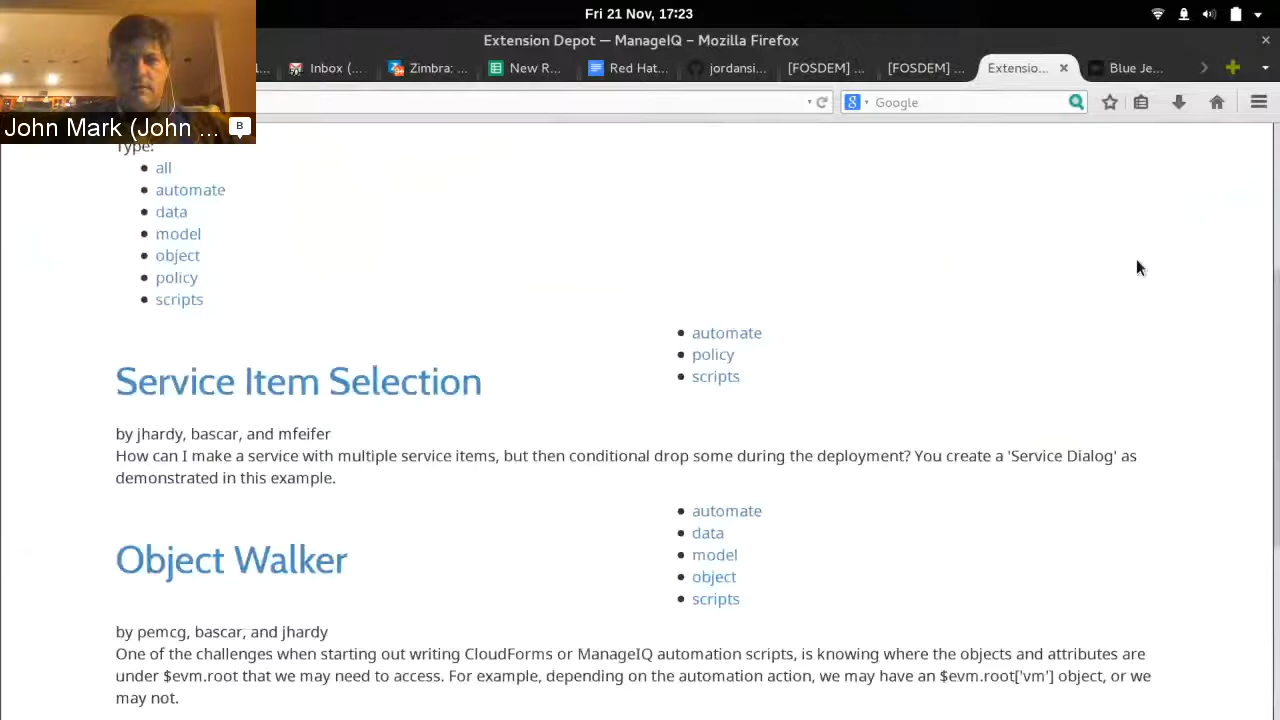 Fri 21 Nov, 17:23
Extension Depot — ManageIQ – Mozilla Firefox
l... Inbox (... Zimbra: ... New R... Red Hat... jordansi... [FOSDEM] ... [FOSDEM] ... Extensio... Blue Je...
Google
John Mark (John ... B
Type:
all
automate
data
model
object
policy
scripts
automate
policy
scripts
Service Item Selection
by jhardy, bascar, and mfeifer
How can I make a service with multiple service items, but then conditional drop some during the deployment? You create a 'Service Dialog' as
demonstrated in this example.
automate
data
model
object
scripts
Object Walker
by pemcg, bascar, and jhardy
One of the challenges when starting out writing CloudForms or ManageIQ automation scripts, is knowing where the objects and attributes are
under $evm.root that we may need to access. For example, depending on the automation action, we may have an $evm.root['vm'] object, or we
may not.